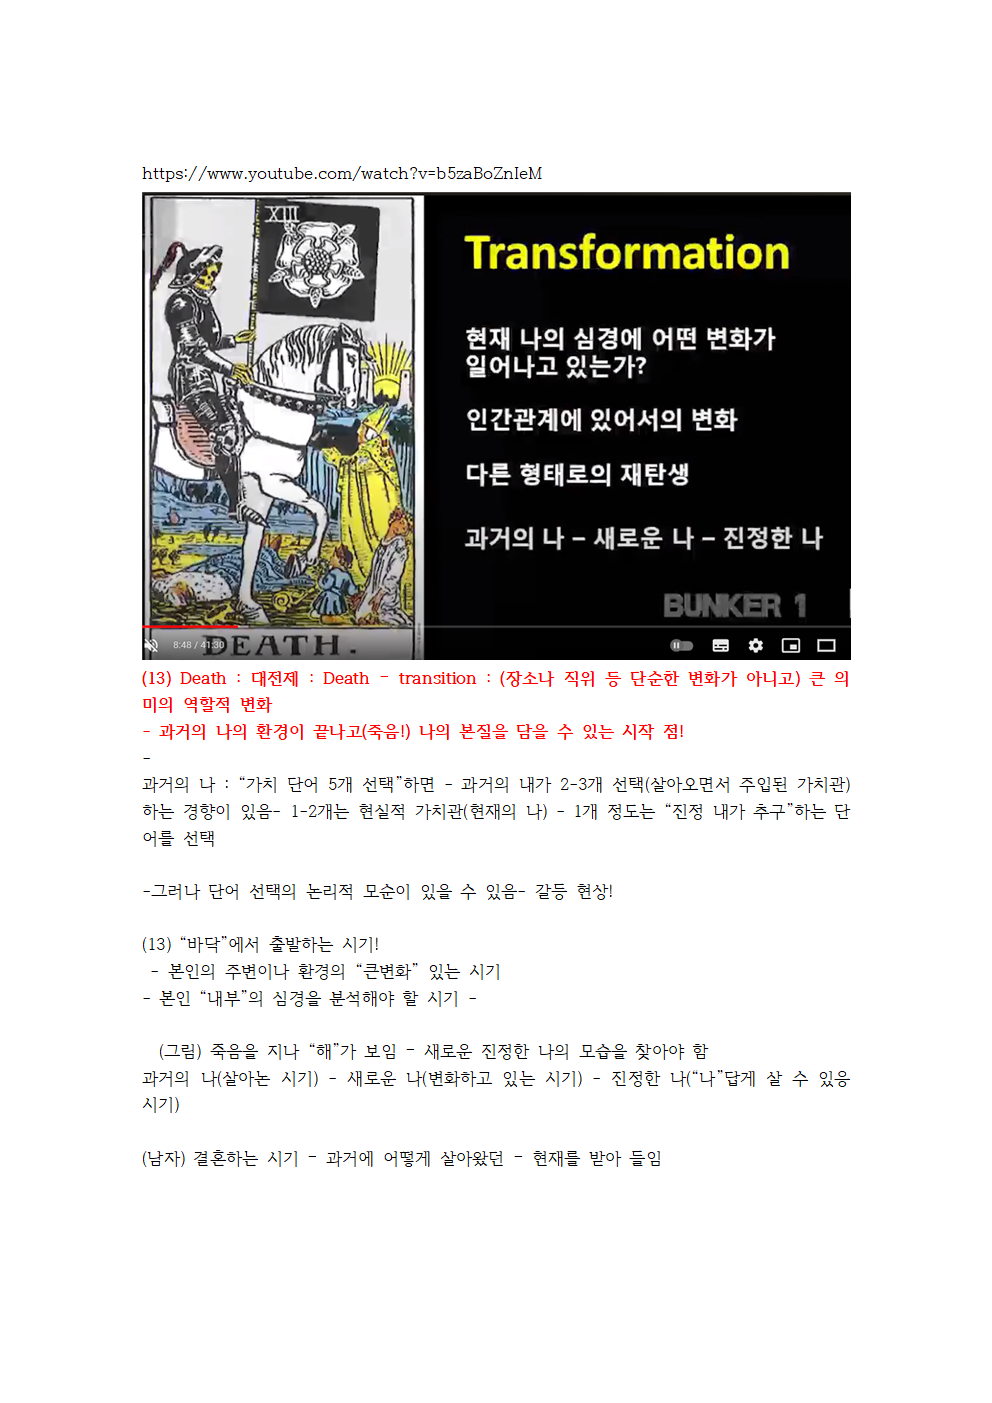 https://www.youtube.com/watch?v=b5zaBoZnIeM
XIII
DEATH.
Transformation
현재 나의 심경에 어떤 변화가
일어나고 있는가?
인간관계에 있어서의 변화
다른 형태로의 재탄생
과거의 나 – 새로운 나 – 진정한 나
BUNKER 1
8:48 / 41:30
(13) Death : 대전제 : Death - transition : (장소나 직위 등 단순한 변화가 아니고) 큰 의
미의 역할적 변화
- 과거의 나의 환경이 끝나고(죽음!) 나의 본질을 담을 수 있는 시작 점!
-
과거의 나 : “가치 단어 5개 선택”하면 - 과거의 내가 2-3개 선택(살아오면서 주입된 가치관)
하는 경향이 있음- 1-2개는 현실적 가치관(현재의 나) - 1개 정도는 “진정 내가 추구”하는 단
어를 선택
-그러나 단어 선택의 논리적 모순이 있을 수 있음- 갈등 현상!
(13) “바닥”에서 출발하는 시기!
- 본인의 주변이나 환경의 “큰변화” 있는 시기
- 본인 “내부”의 심경을 분석해야 할 시기 -
(그림) 죽음을 지나 “해”가 보임 - 새로운 진정한 나의 모습을 찾아야 함
과거의 나(살아논 시기) - 새로운 나(변화하고 있는 시기) - 진정한 나(“나”답게 살 수 있응
시기)
(남자) 결혼하는 시기 - 과거에 어떻게 살아왔던 - 현재를 받아 들임